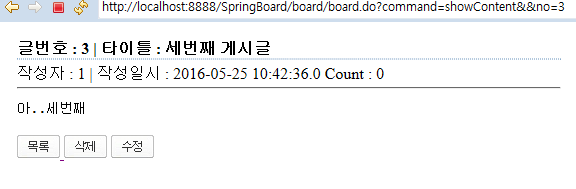 http://localhost:8888/SpringBoard/board/board.do?command=showContent&&no=3
글번호 : 3 | 타이틀 : 세번째 게시글
작성자 : 1 | 작성일시 : 2016-05-25 10:42:36.0 Count : 0
아..세번째
목록 삭제 수정